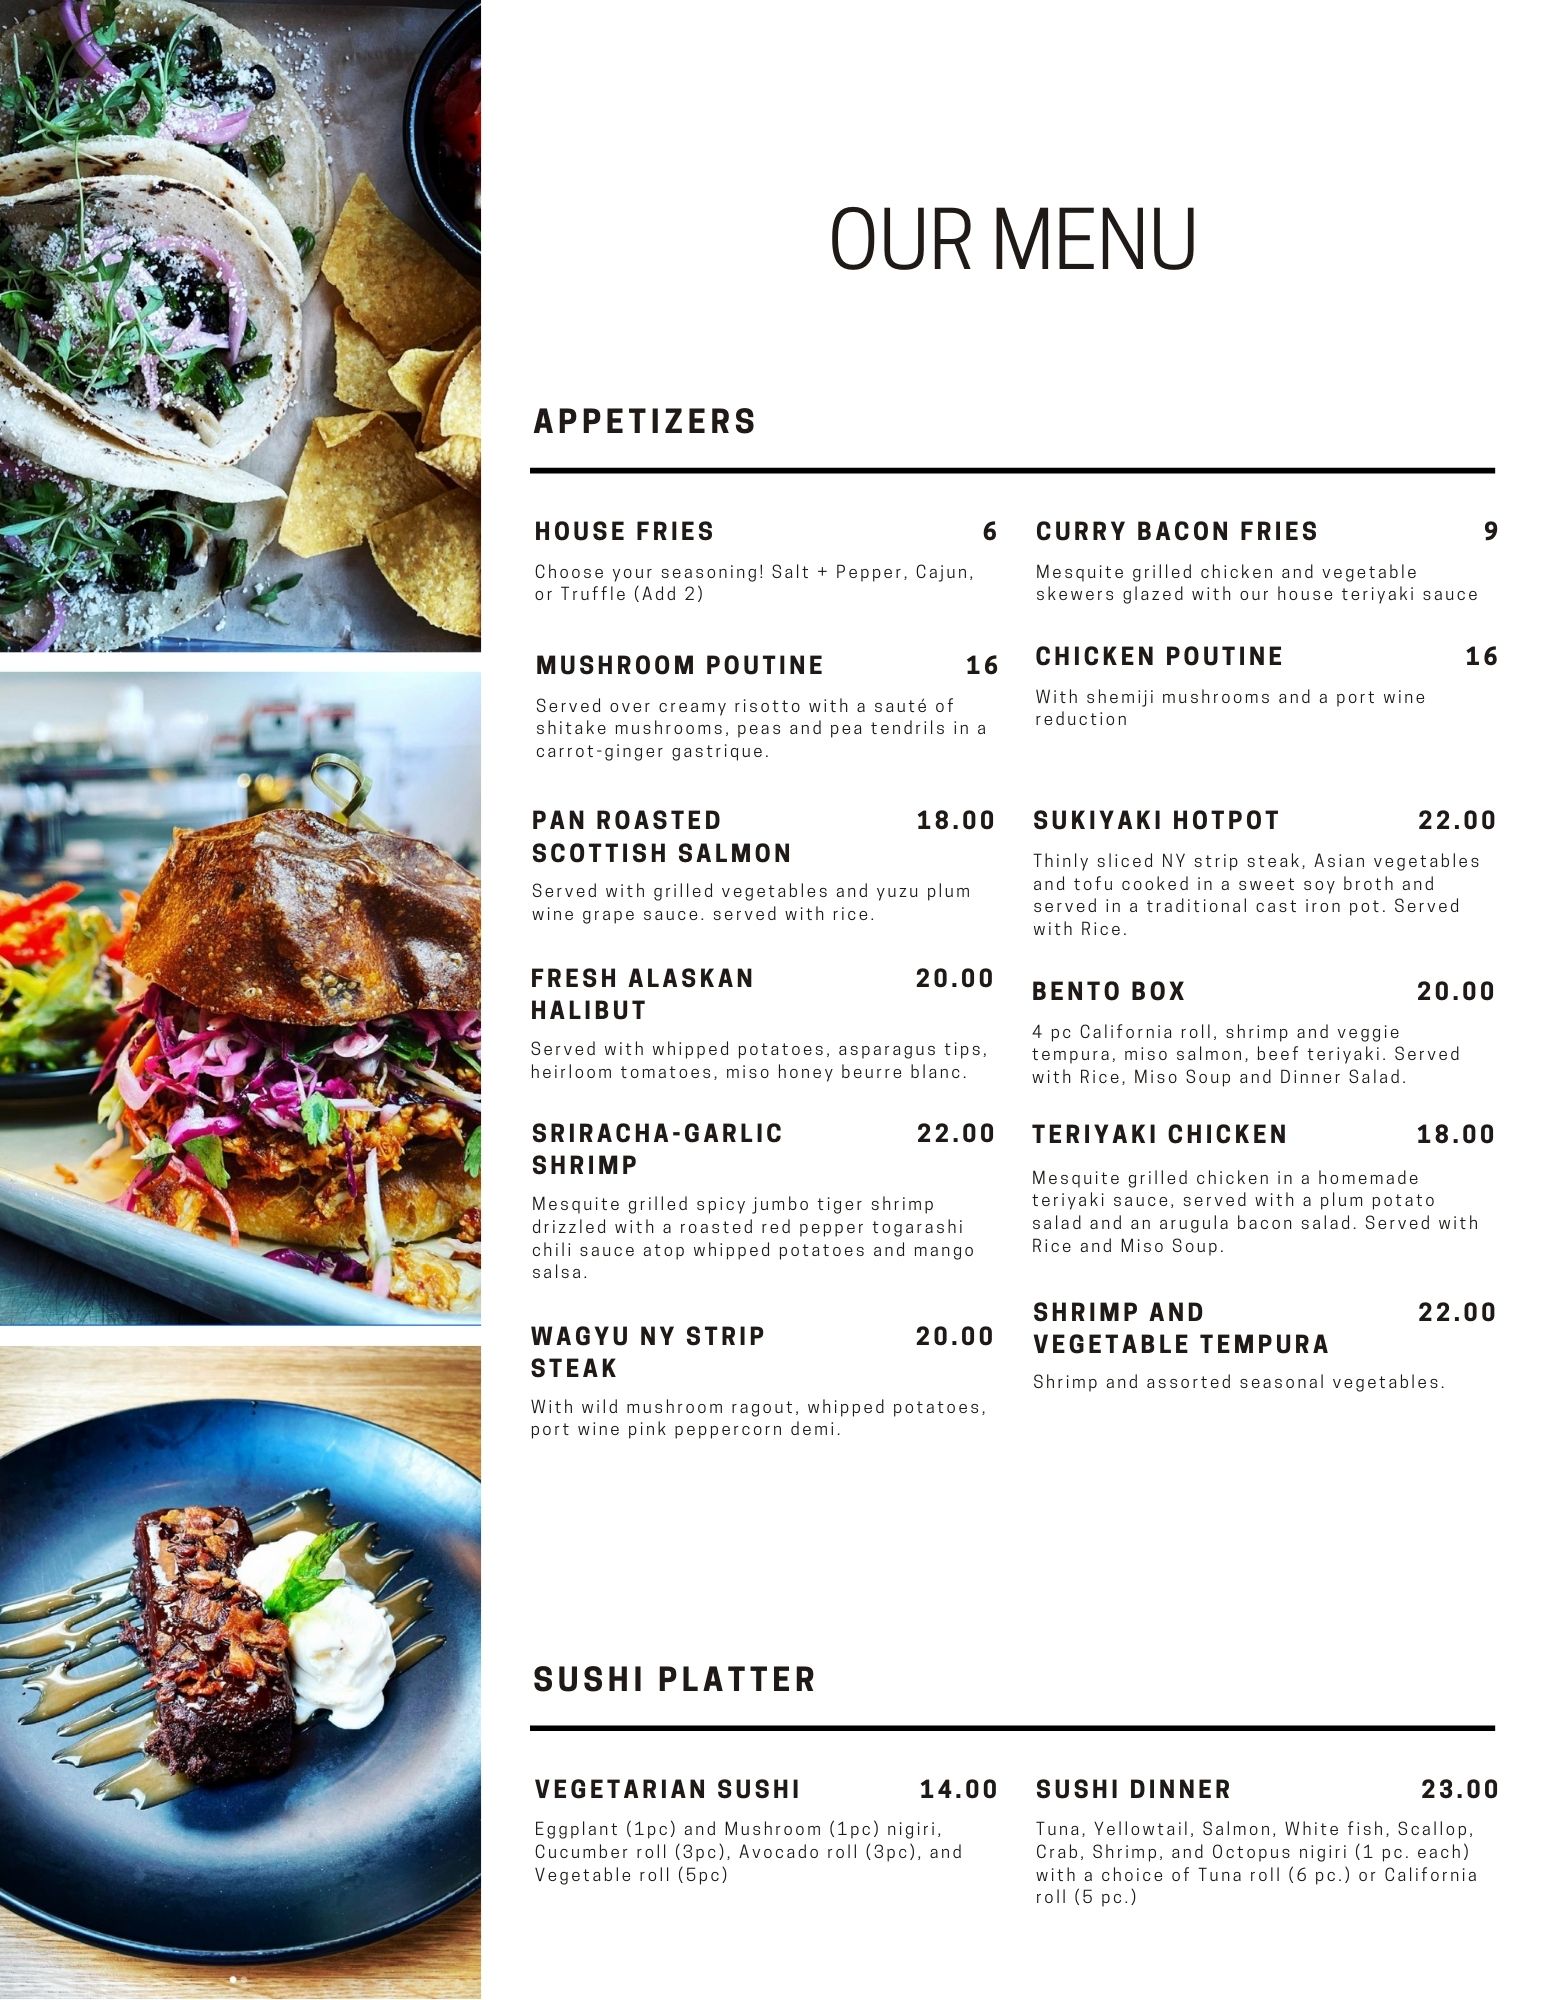 OUR MENU
APPETIZERS
HOUSE FRIES 6
Choose your seasoning! Salt + Pepper, Cajun,
or Truffle (Add 2)
MUSHROOM POUTINE 16
Served over creamy risotto with a sauté of
shitake mushrooms, peas and pea tendrils in a
carrot-ginger gastrique.
PAN ROASTED 18.00
SCOTTISH SALMON
Served with grilled vegetables and yuzu plum
wine grape sauce. served with rice.
FRESH ALASKAN 20.00
HALIBUT
Served with whipped potatoes, asparagus tips,
heirloom tomatoes, miso honey beurre blanc.
SRIRACHA-GARLIC 22.00
SHRIMP
Mesquite grilled spicy jumbo tiger shrimp
drizzled with a roasted red pepper togarashi
chili sauce atop whipped potatoes and mango
salsa.
WAGYU NY STRIP 20.00
STEAK
With wild mushroom ragout, whipped potatoes,
port wine pink peppercorn demi.
CURRY BACON FRIES 9
Mesquite grilled chicken and vegetable
skewers glazed with our house teriyaki sauce
CHICKEN POUTINE 16
With shemiji mushrooms and a port wine
reduction
SUKIYAKI HOTPOT 22.00
Thinly sliced NY strip steak, Asian vegetables
and tofu cooked in a sweet soy broth and
served in a traditional cast iron pot. Served
with Rice.
BENTO BOX 20.00
4 pc California roll, shrimp and veggie
tempura, miso salmon, beef teriyaki. Served
with Rice, Miso Soup and Dinner Salad.
TERIYAKI CHICKEN 18.00
Mesquite grilled chicken in a homemade
teriyaki sauce, served with a plum potato
salad and an arugula bacon salad. Served with
Rice and Miso Soup.
SHRIMP AND 22.00
VEGETABLE TEMPURA
Shrimp and assorted seasonal vegetables.
SUSHI PLATTER
VEGETARIAN SUSHI 14.00
Eggplant (1pc) and Mushroom (1pc) nigiri,
Cucumber roll (3pc), Avocado roll (3pc), and
Vegetable roll (5pc)
SUSHI DINNER 23.00
Tuna, Yellowtail, Salmon, White fish, Scallop,
Crab, Shrimp, and Octopus nigiri (1 pc. each)
with a choice of Tuna roll (6 pc.) or California
roll (5 pc.)